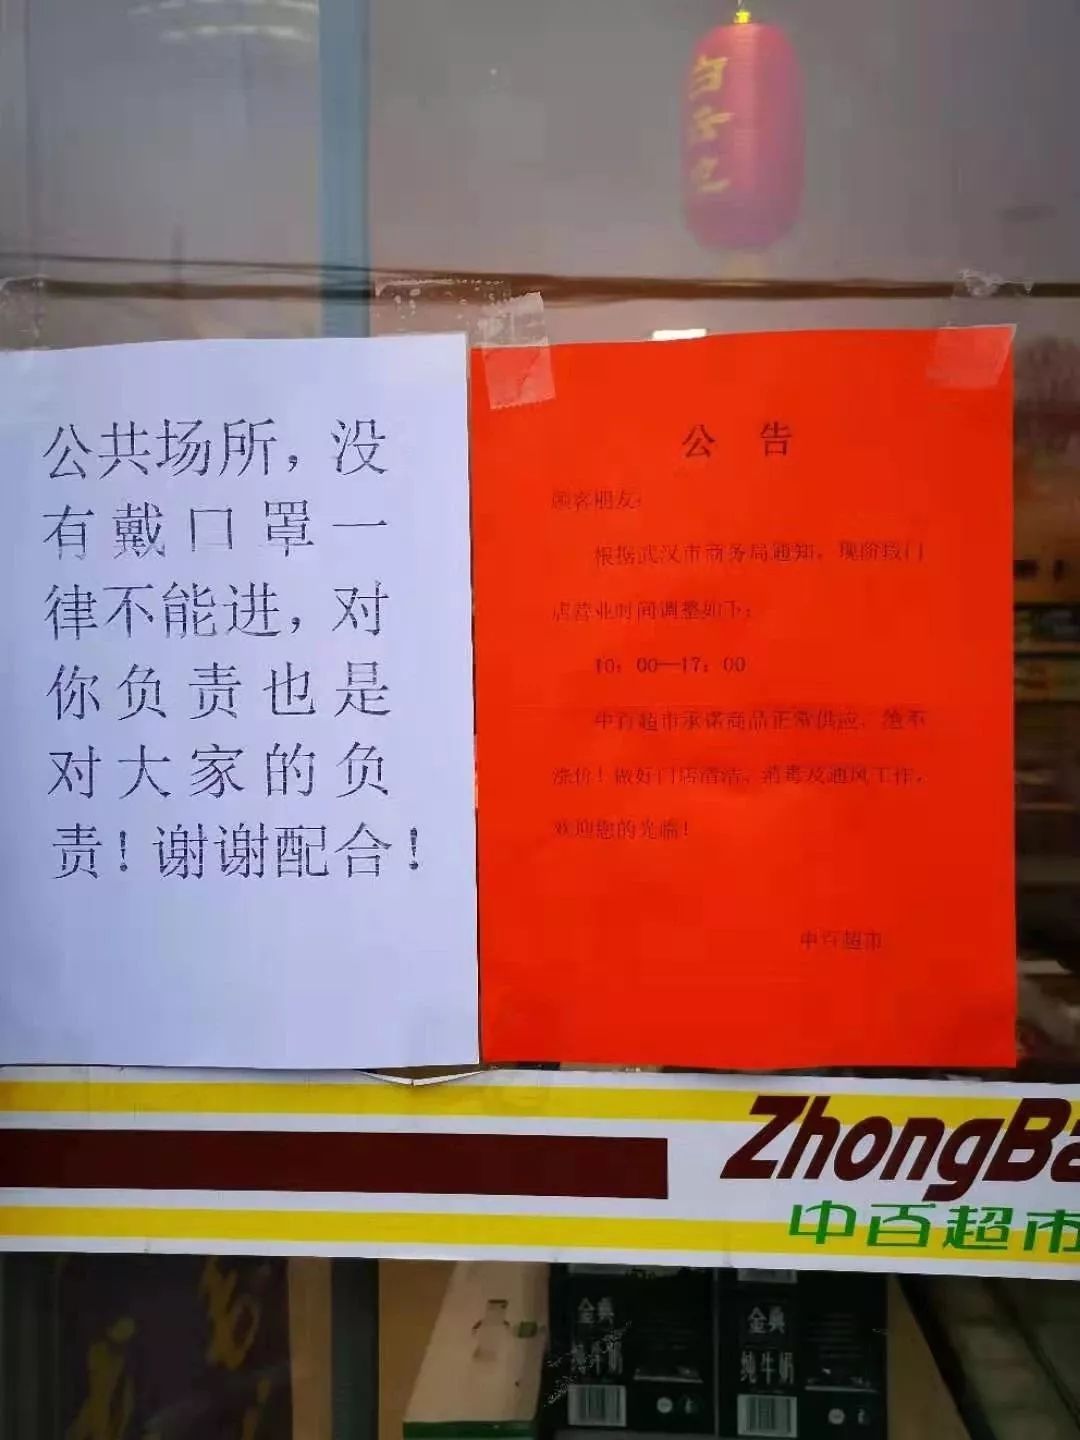 公共场所，没
有戴口罩一
律不能进，对
你负责也是
对大家的负
责！谢谢配合！
公 告
顾客朋友：
根据武汉市商务局通知，现阶段门
店营业时间调整如下：
10：00—17：00
中百超市承诺商品正常供应、绝不
涨价！做好门店清洁、消毒及通风工作，
欢迎您的光临！
中百超市
ZhongBa
中百超市
金典
纯牛奶
金典
纯牛奶